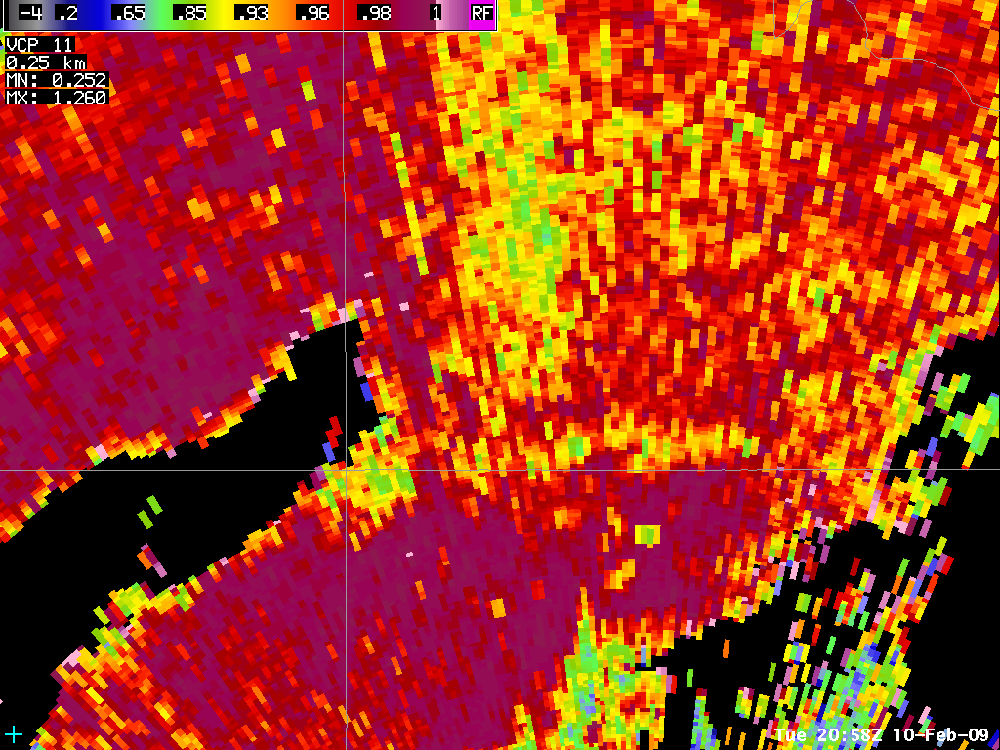 -4 .2 .65 .85 .93 .96 .98 1 RF
VCP 11
0.25 km
MN: 0.252
MX: 1.260
Tue 20:58Z 10-Feb-09